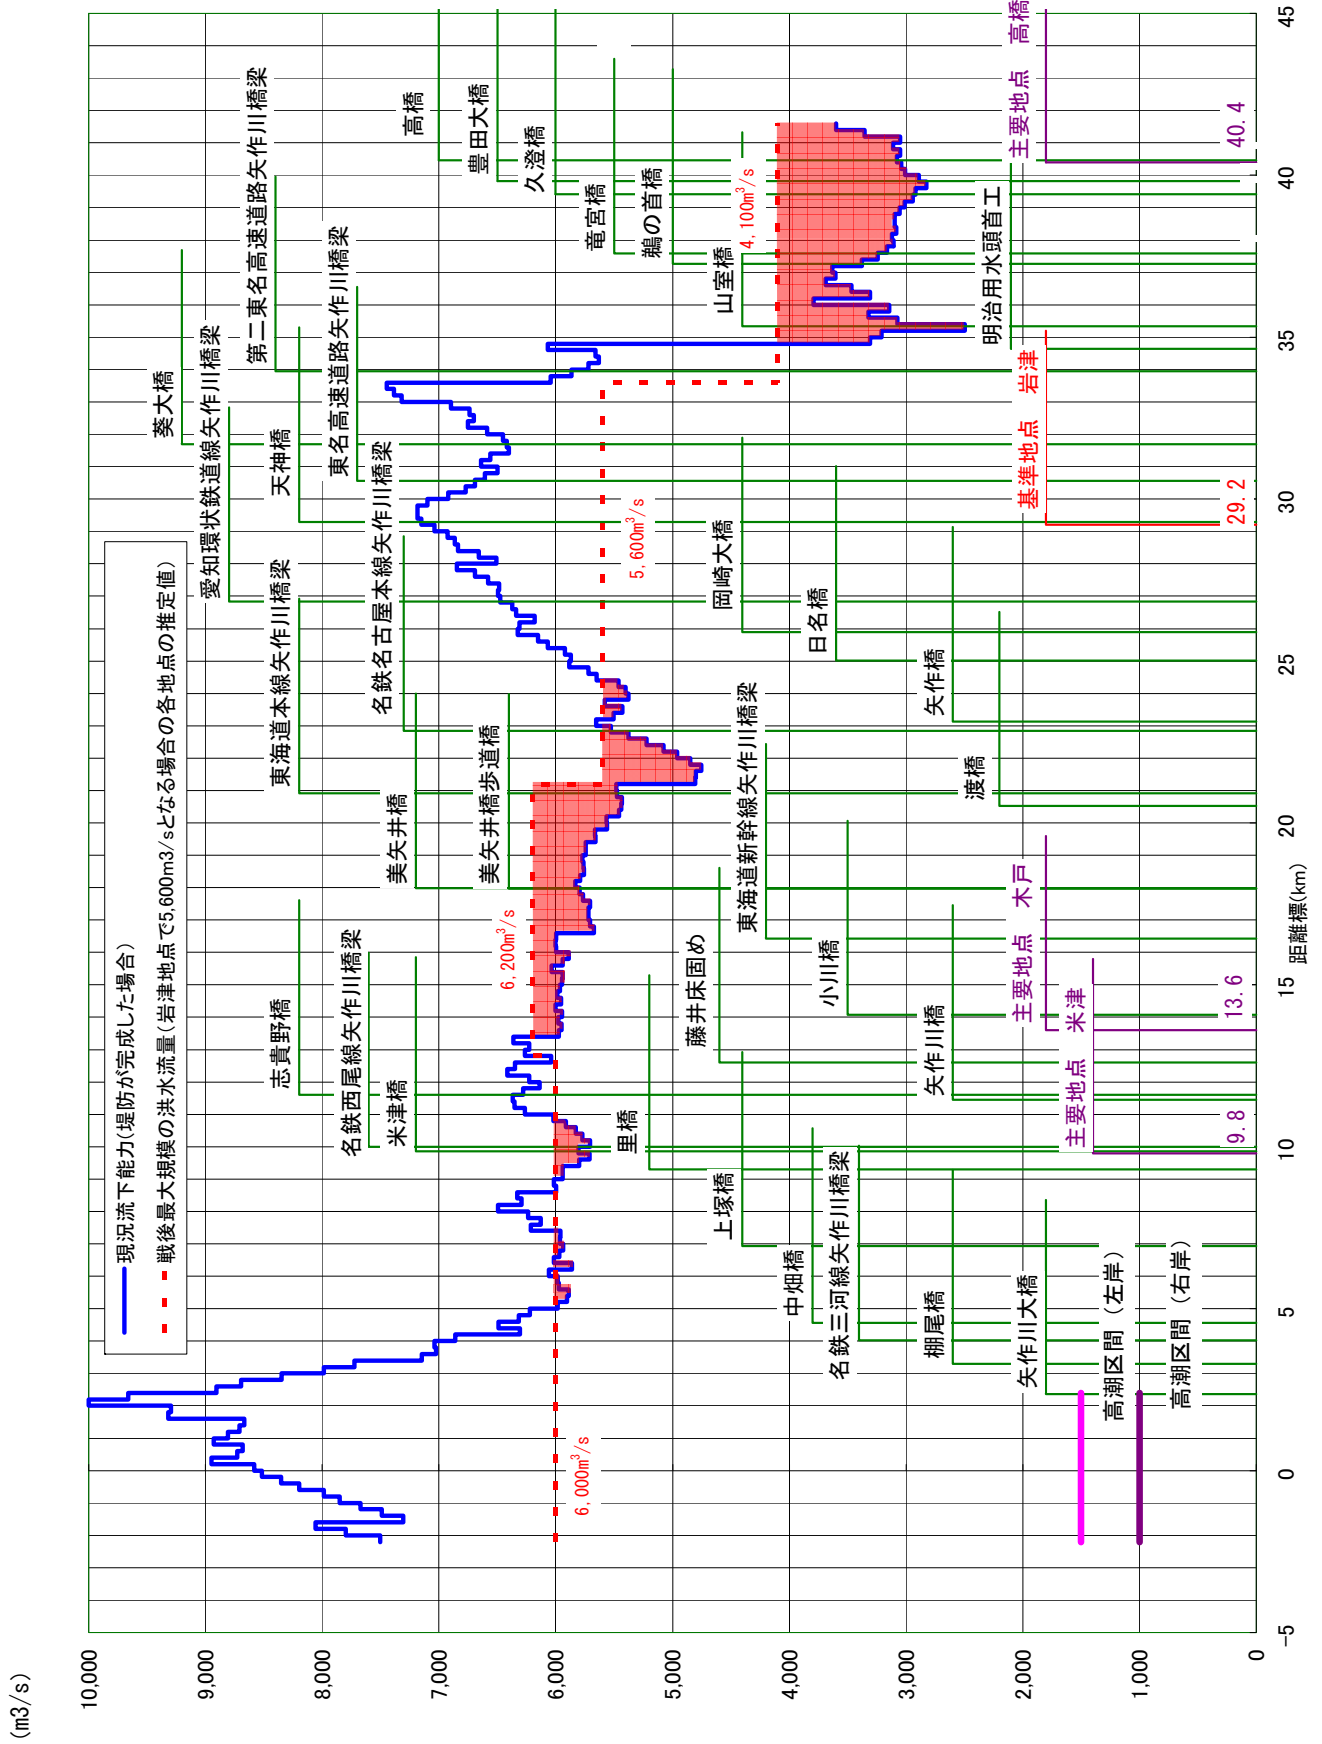 (m3/s)
10,000
9,000
8,000
7,000
6,000
5,000
4,000
3,000
2,000
1,000
0
-5
0
5
10
15
20
25
30
35
40
45
距離標(km)
現況流下能力(堤防が完成した場合)
戦後最大規模の洪水流量(岩津地点で5,600m3/sとなる場合の各地点の推定値)
6,000m³/s
6,200m³/s
5,600m³/s
4,100m³/s
高潮区間 (左岸)
高潮区間 (右岸)
矢作川大橋
棚尾橋
名鉄三河線矢作川橋梁
中畑橋
上塚橋
里橋
米津橋
名鉄西尾線矢作川橋梁
志貴野橋
矢作川橋
藤井床固め
小川橋
東海道新幹線矢作川橋梁
美矢井橋歩道橋
美矢井橋
渡橋
東海道本線矢作川橋梁
名鉄名古屋本線矢作川橋梁
矢作橋
日名橋
岡崎大橋
愛知環状鉄道線矢作川橋梁
天神橋
東名高速道路矢作川橋梁
葵大橋
第二東名高速道路矢作川橋梁
明治用水頭首工
山室橋
鵜の首橋
竜宮橋
久澄橋
豊田大橋
高橋
主要地点 米津
9.8
主要地点 木戸
13.6
基準地点 岩津
29.2
主要地点 高橋
40.4